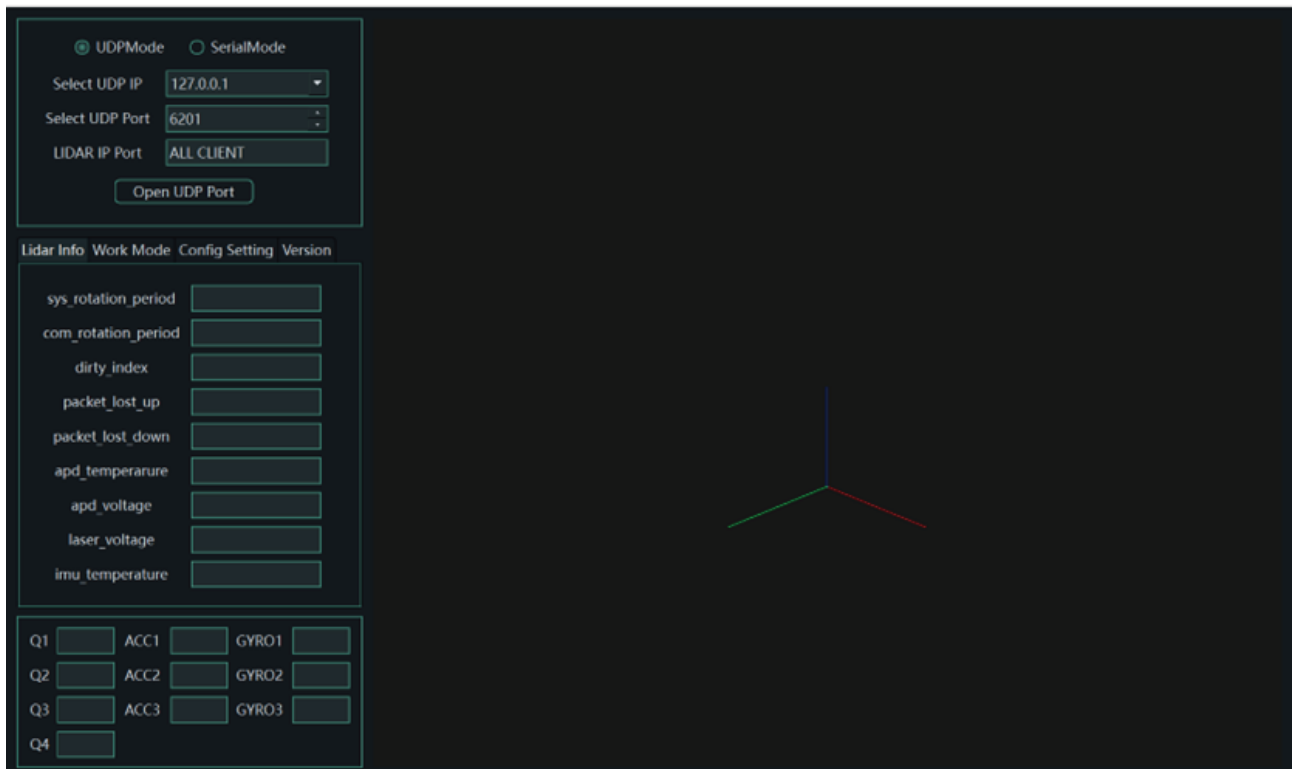 UDPMode SerialMode
Select UDP IP 127.0.0.1
Select UDP Port 6201
LIDAR IP Port ALL CLIENT
Open UDP Port
Lidar Info Work Mode Config Setting Version
sys_rotation_period
com_rotation_period
dirty_index
packet_lost_up
packet_lost_down
apd_temperarure
apd_voltage
laser_voltage
imu_temperature
Q1 ACC1 GYRO1
Q2 ACC2 GYRO2
Q3 ACC3 GYRO3
Q4